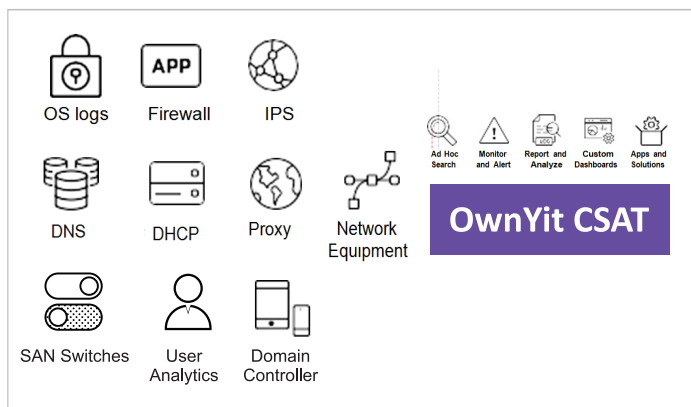 APP
OS logs
Firewall
IPS
Ad Hoc
Search
Monitor
and Alert
LOG
Report and
Analyze
Custom
Dashboards
Apps and
Solutions
OwnYit CSAT
DNS
DHCP
Proxy
Network
Equipment
SAN Switches
User
Analytics
Domain
Controller